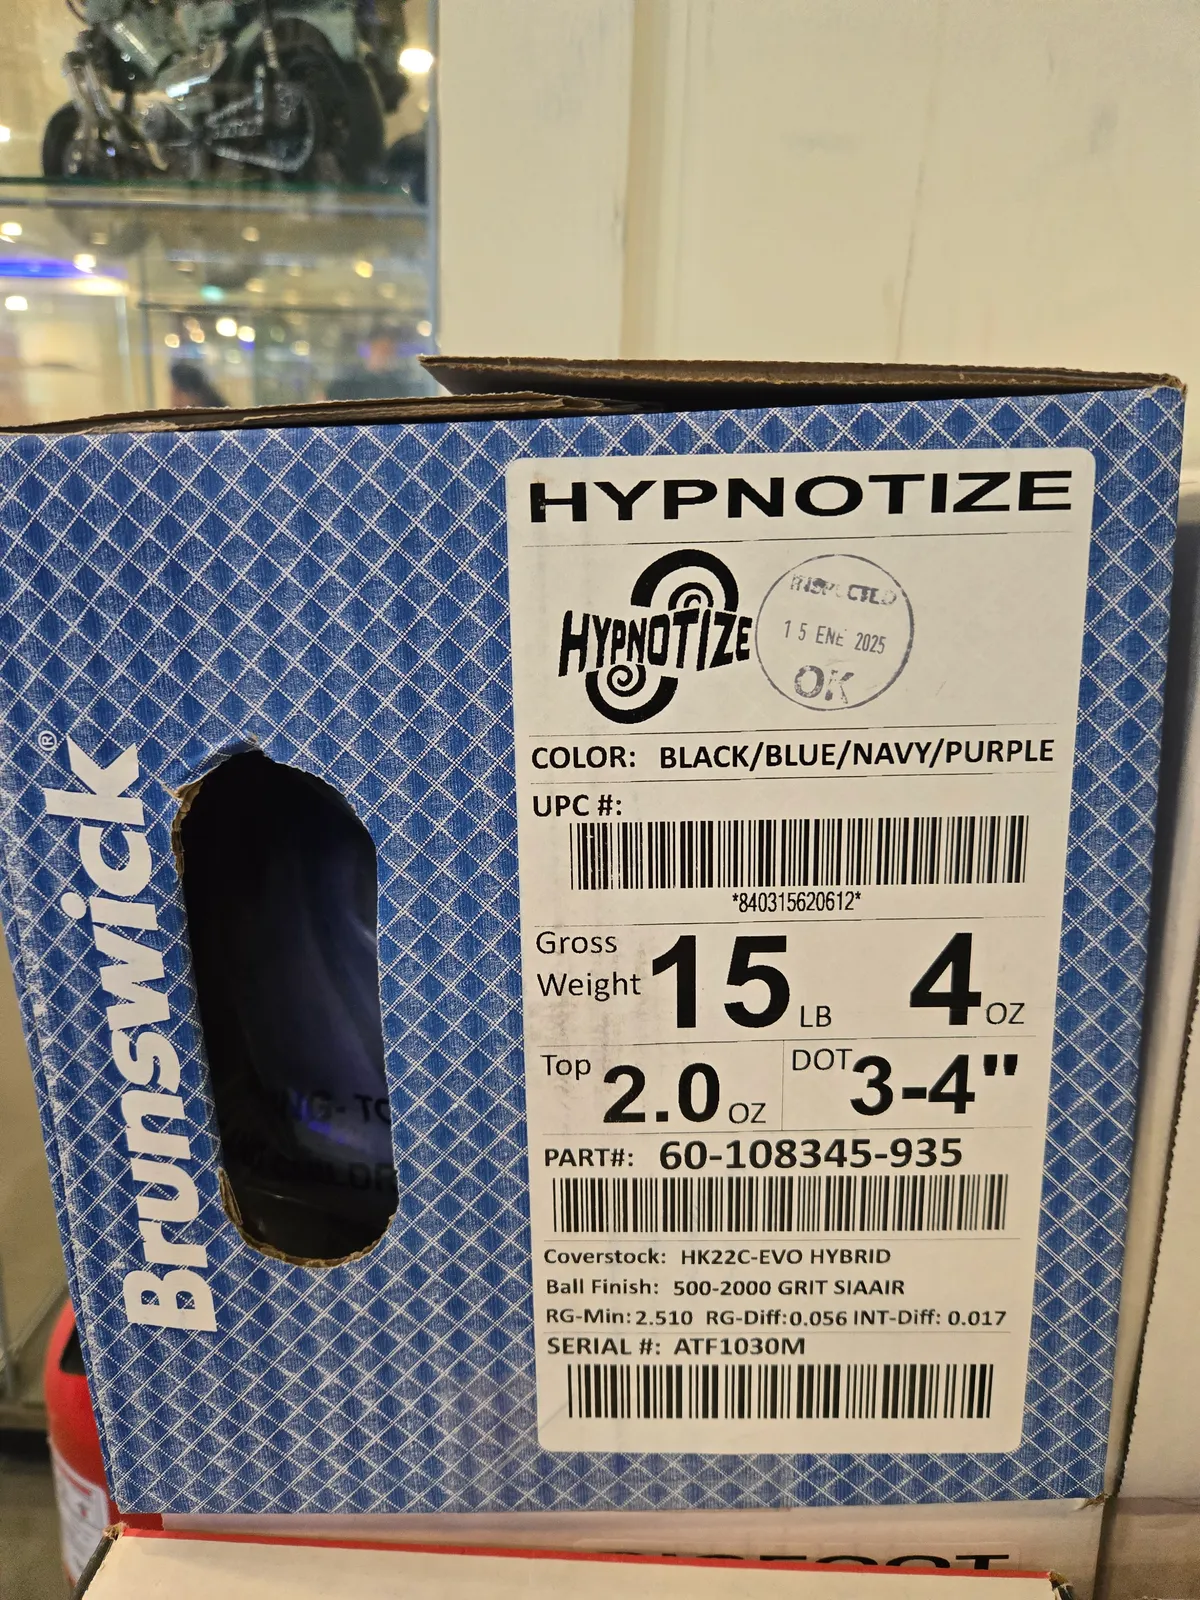 Brunswick®
HYPNOTIZE
HYPNOTIZE
INSPECTED
15 ENE 2025
OK
COLOR: BLACK/BLUE/NAVY/PURPLE
UPC #:
*840315620612*
Gross Weight 15 LB 4 OZ
Top 2.0 OZ DOT 3-4"
PART#: 60-108345-935
Coverstock: HK22C-EVO HYBRID
Ball Finish: 500-2000 GRIT SIAAIR
RG-Min: 2.510 RG-Diff: 0.056 INT-Diff: 0.017
SERIAL #: ATF1030M